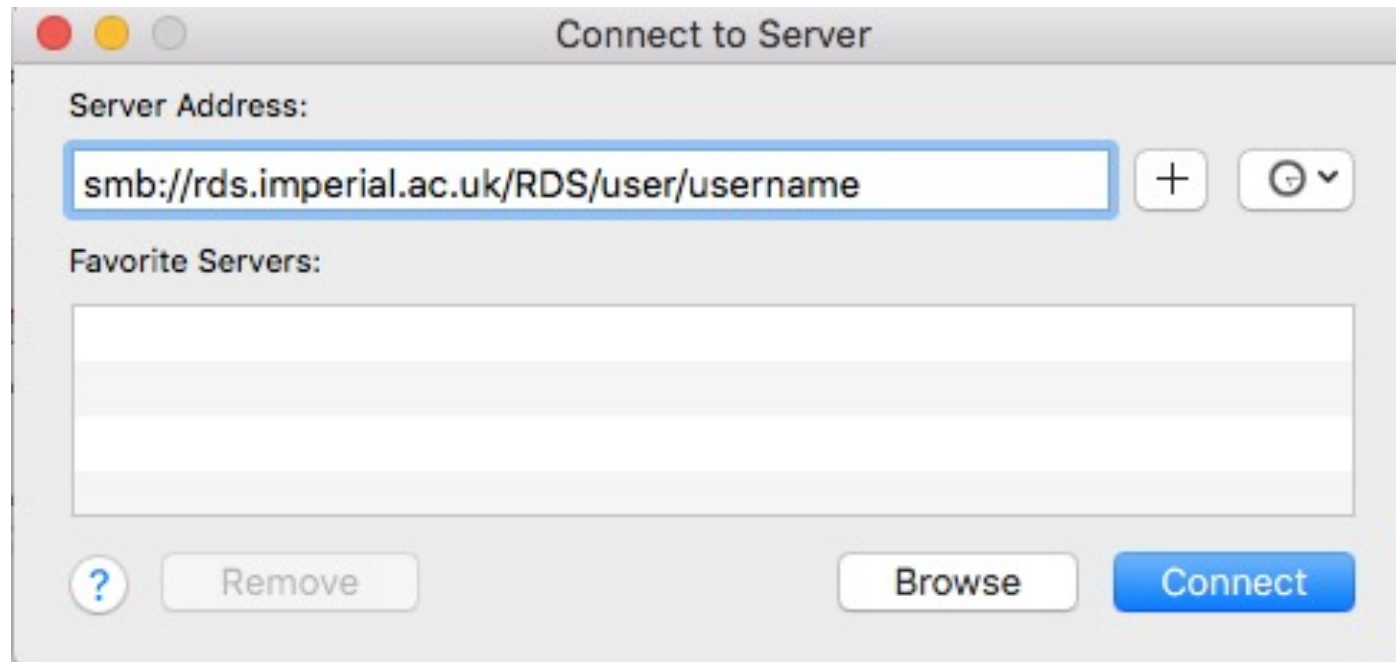 Connect to Server
Server Address:
smb://rds.imperial.ac.uk/RDS/user/username
Favorite Servers:
? Remove Browse Connect